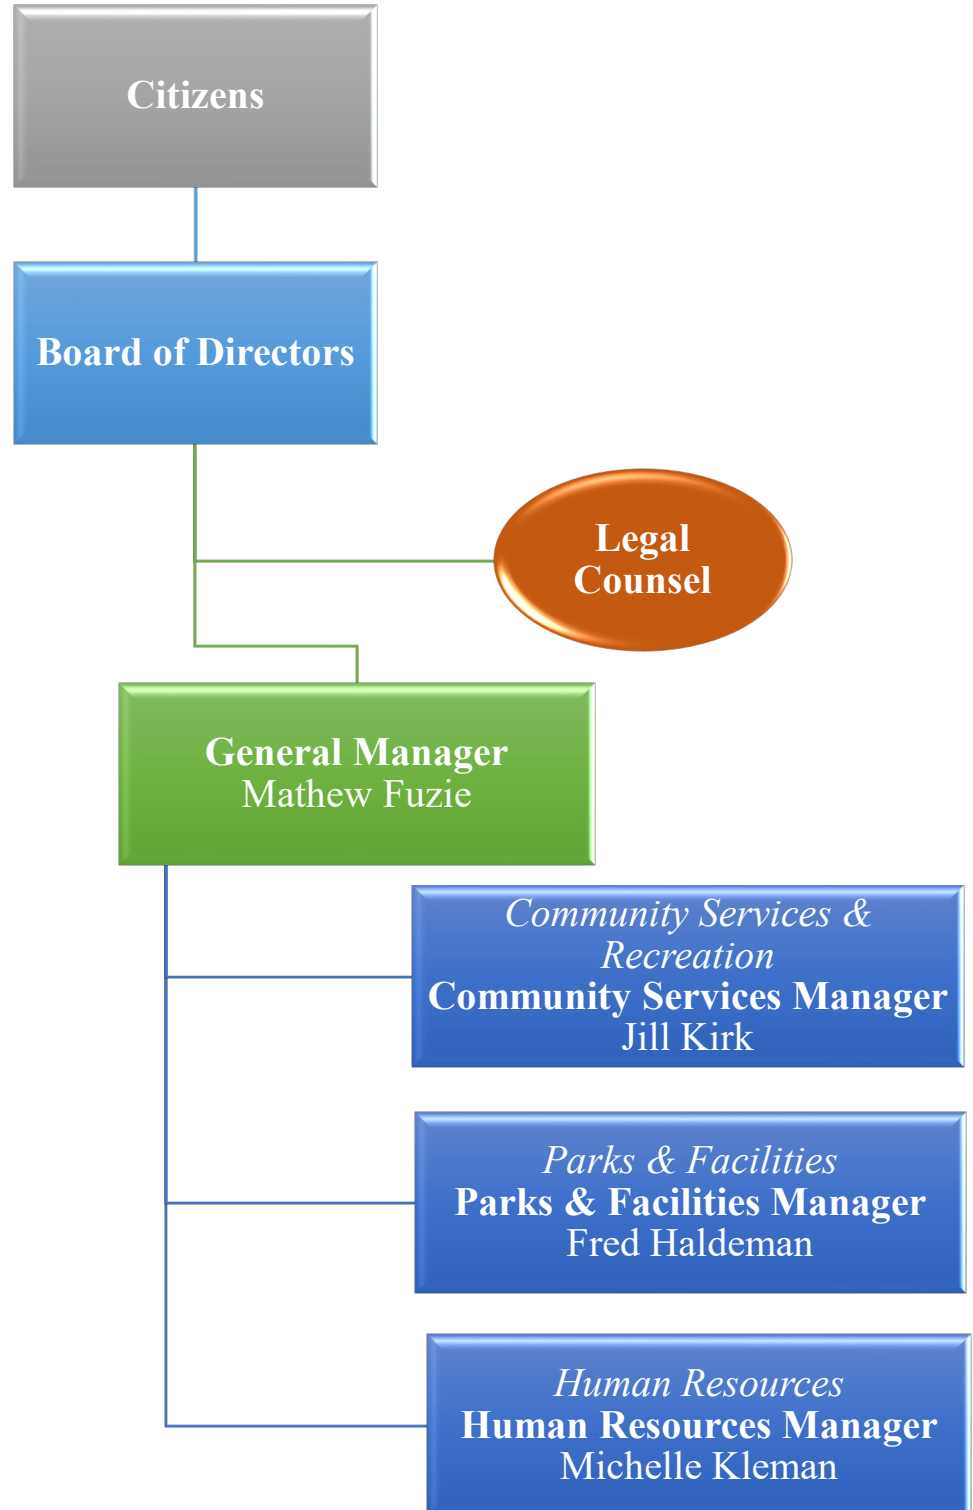 Citizens
Board of Directors
Legal
Counsel
General Manager
Mathew Fuzie
Community Services &
Recreation
Community Services Manager
Jill Kirk
Parks & Facilities
Parks & Facilities Manager
Fred Haldeman
Human Resources
Human Resources Manager
Michelle Kleman